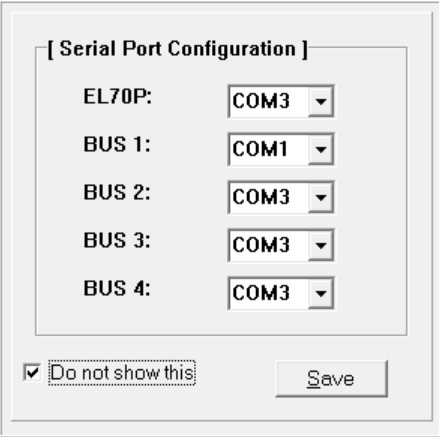 [ Serial Port Configuration ]
EL70P: COM3
BUS 1: COM1
BUS 2: COM3
BUS 3: COM3
BUS 4: COM3
Do not show this Save